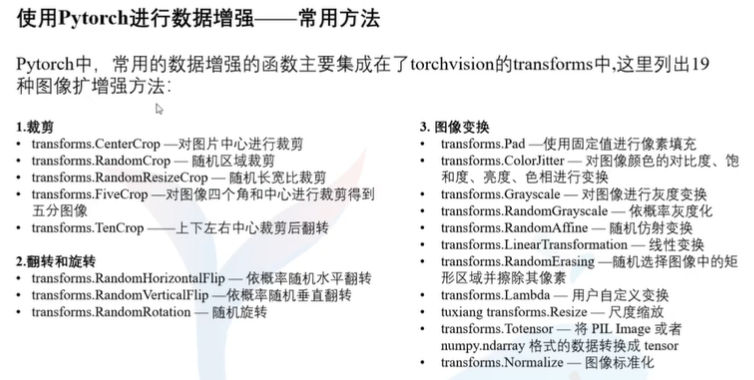 使用Pytorch进行数据增强——常用方法
Pytorch中，常用的数据增强的函数主要集成在了torchvision的transforms中,这里列出19
种图像扩增强方法：
1.裁剪
• transforms.CenterCrop —对图片中心进行裁剪
• transforms.RandomCrop — 随机区域裁剪
• transforms.RandomResizeCrop — 随机长宽比裁剪
• transforms.FiveCrop —对图像四个角和中心进行裁剪得到
五分图像
• transforms.TenCrop ——上下左右中心裁剪后翻转
2.翻转和旋转
• transforms.RandomHorizontalFlip — 依概率随机水平翻转
• transforms.RandomVerticalFlip —依概率随机垂直翻转
• transforms.RandomRotation — 随机旋转
3. 图像变换
• transforms.Pad —使用固定值进行像素填充
• transforms.ColorJitter — 对图像颜色的对比度、饱
和度、亮度、色相进行变换
• transforms.Grayscale — 对图像进行灰度变换
• transforms.RandomGrayscale — 依概率灰度化
• transforms.RandomAffine — 随机仿射变换
• transforms.LinearTransformation — 线性变换
• transforms.RandomErasing —随机选择图像中的矩
形区域并擦除其像素
• transforms.Lambda — 用户自定义变换
• tuxiang transforms.Resize — 尺度缩放
• transforms.Totensor — 将 PIL Image 或者
numpy.ndarray 格式的数据转换成 tensor
• transforms.Normalize — 图像标准化